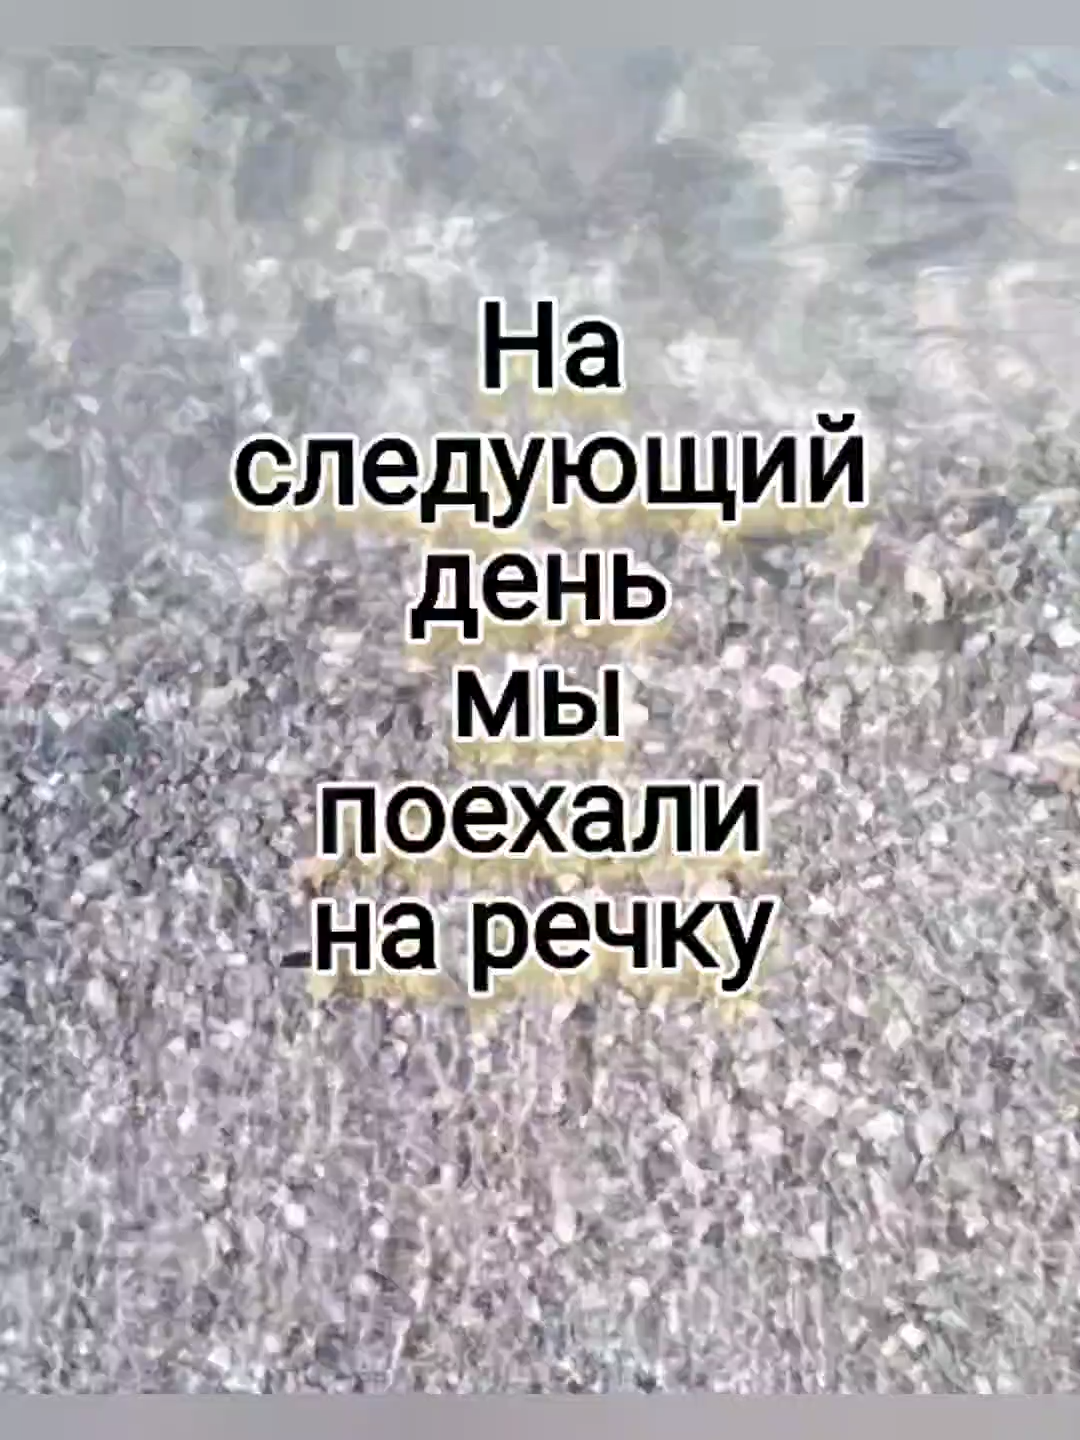 На
следующий
день
мы
поехали
на речку